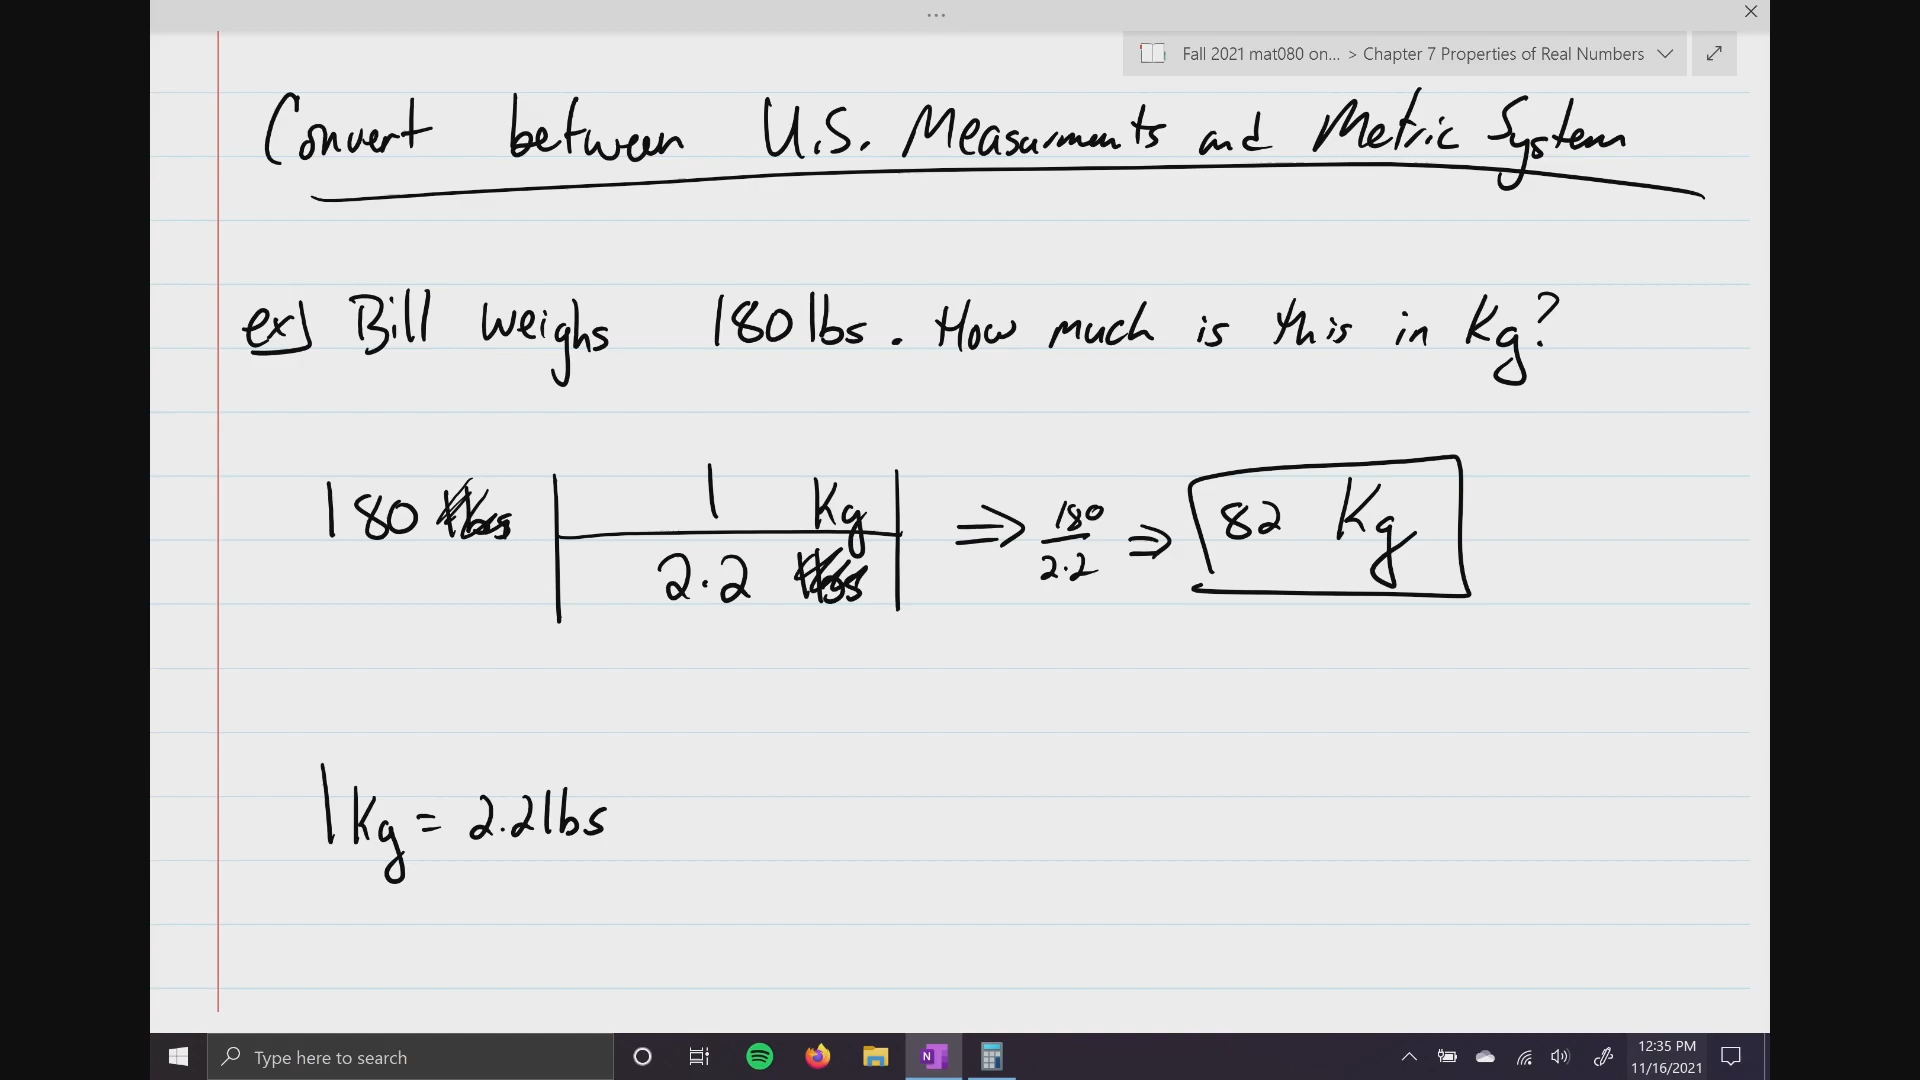 ...
Fall 2021 mat080 on... > Chapter 7 Properties of Real Numbers
Convert between U.S. Measurments and Metric System
ex) Bill weighs 180 lbs. How much is this in Kg?
180 lbs | 1 Kg / 2.2 lbs | ⇒ 180/2.2 ⇒ 82 Kg
1 Kg = 2.2 lbs
Type here to search
12:35 PM
11/16/2021